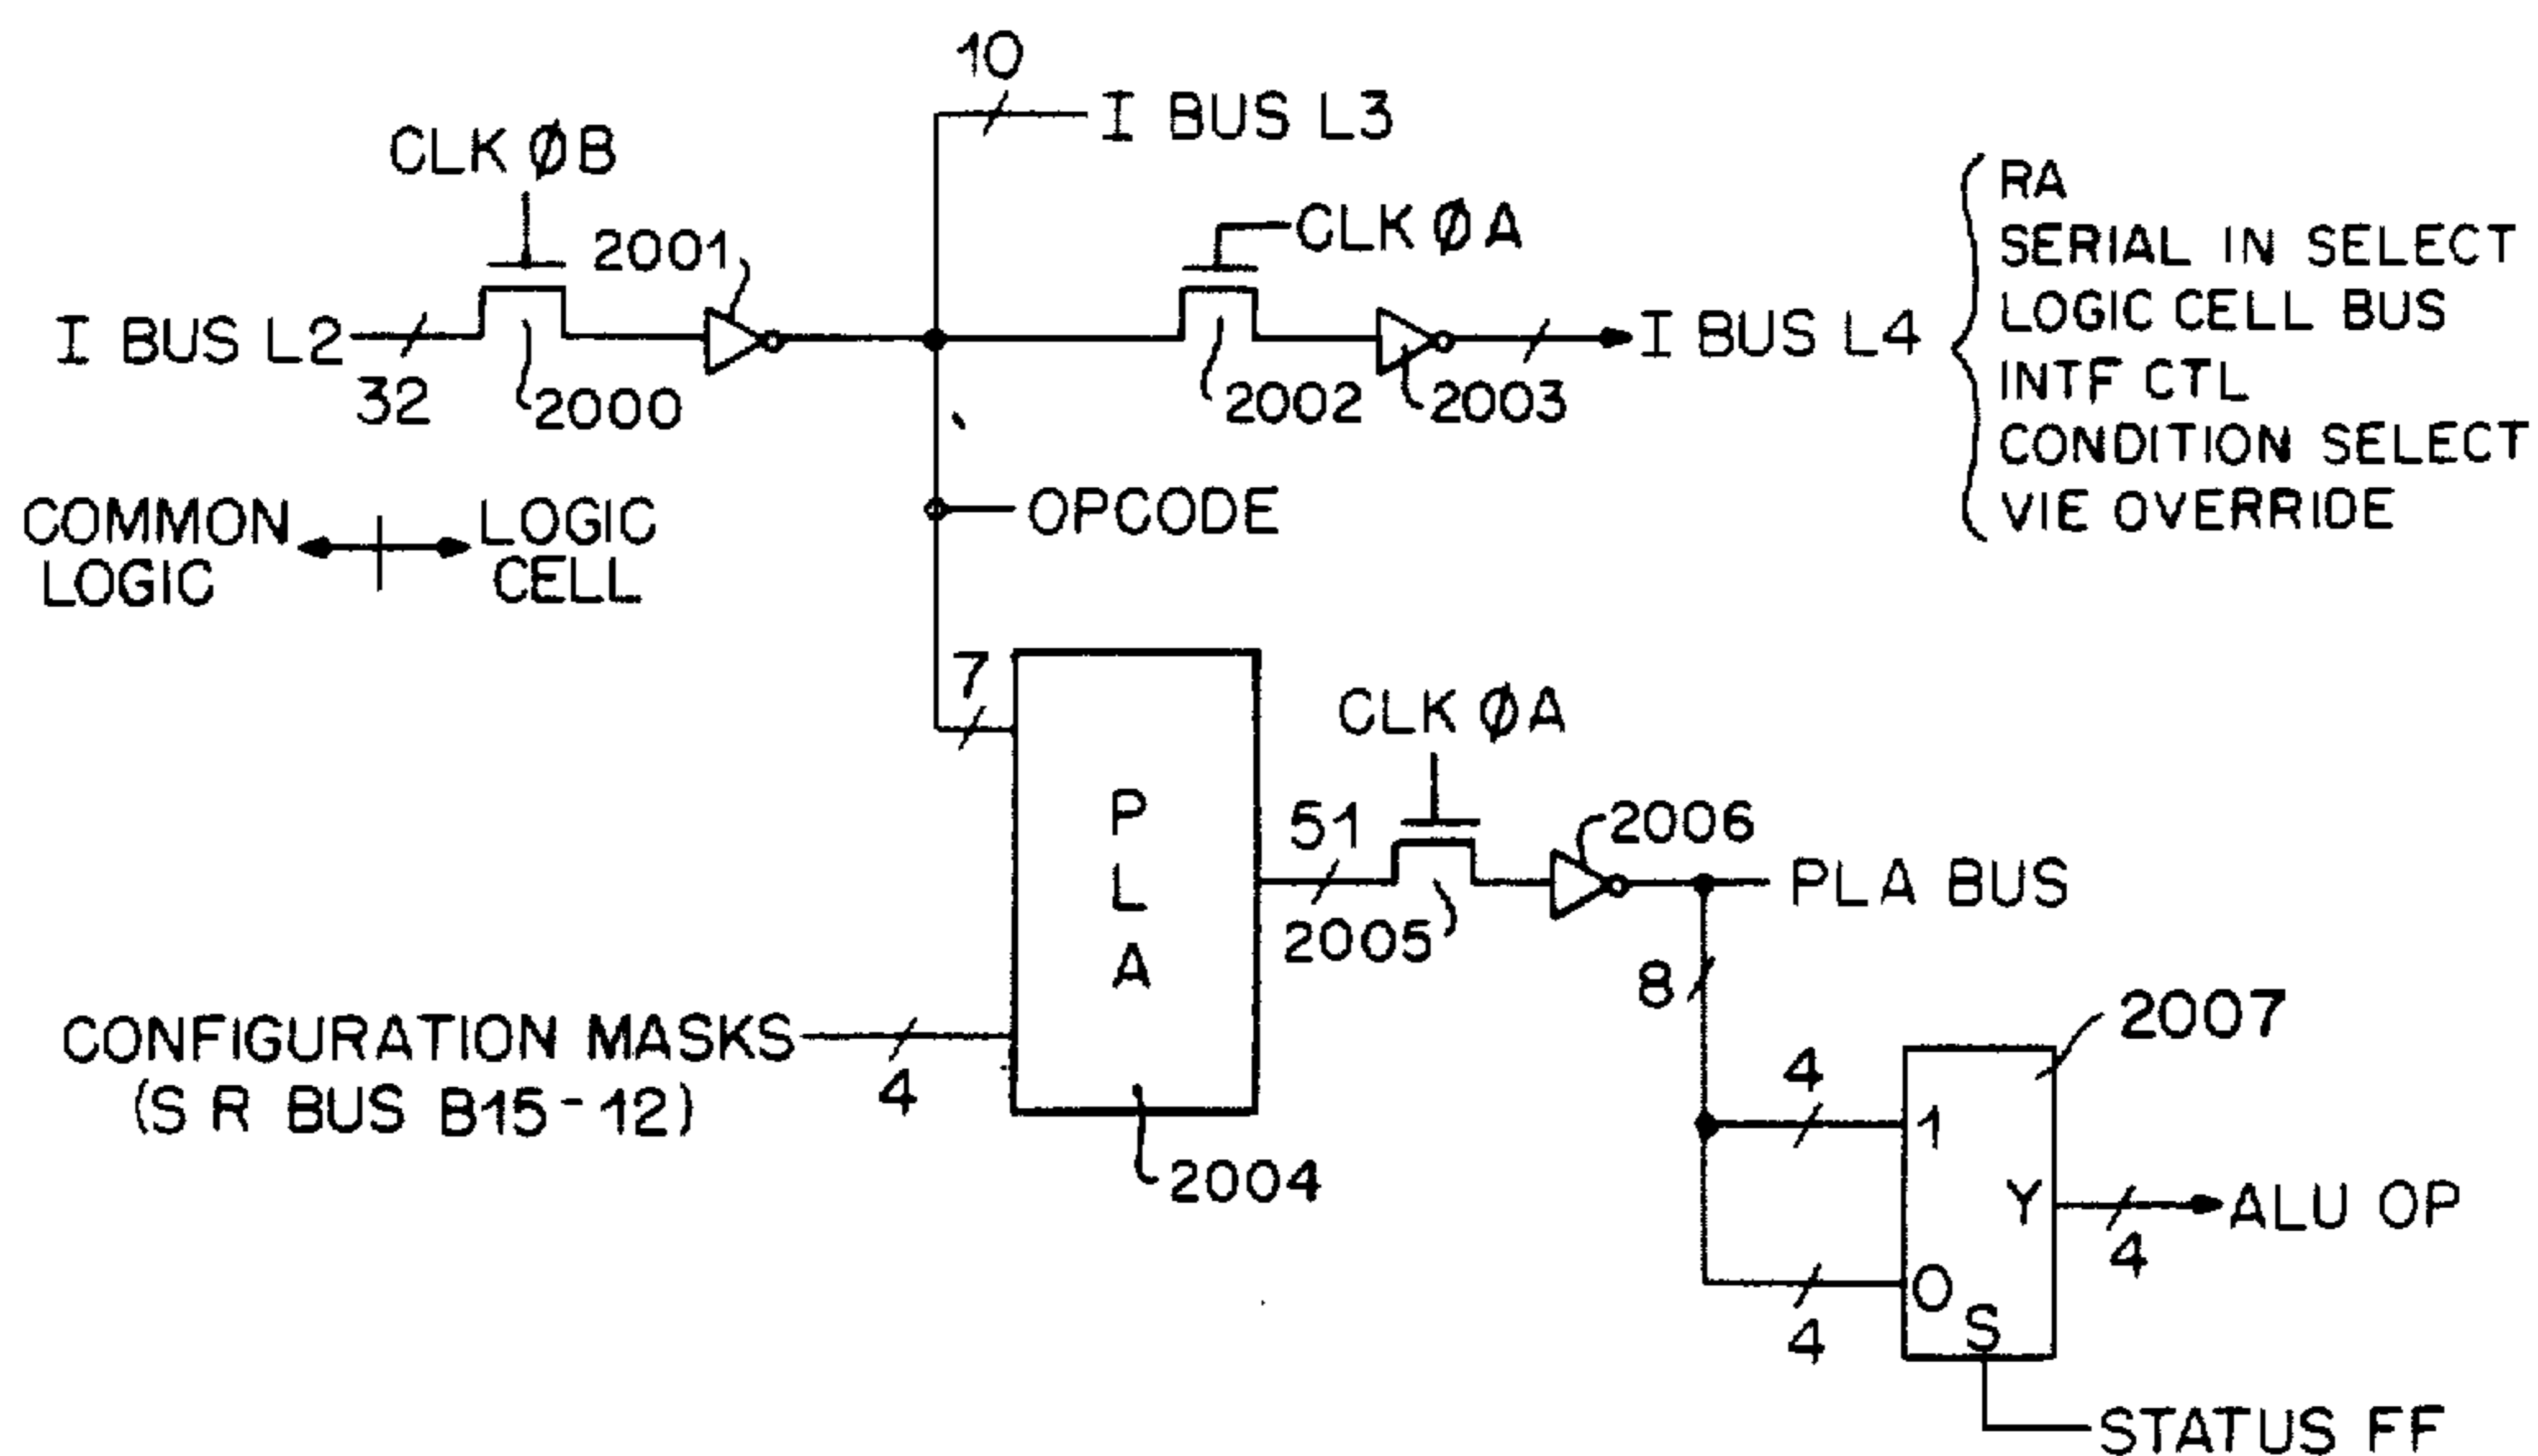 10
I BUS L3
CLK ØB
CLK ØA
2001
I BUS L2
32
2000
2002
2003
I BUS L4
RA
SERIAL IN SELECT
LOGIC CELL BUS
INTF CTL
CONDITION SELECT
VIE OVERRIDE
COMMON
LOGIC
LOGIC
CELL
OPCODE
7
PLA
CLK ØA
51
2005
2006
PLA BUS
8
CONFIGURATION MASKS
(S R BUS B15-12)
4
2004
2007
4
1
Y
ALU OP
4
0
4
S
STATUS FF